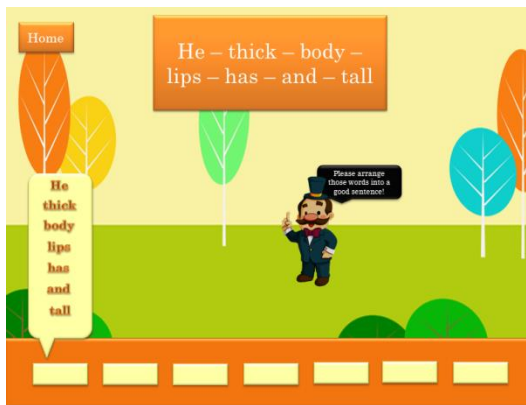 Home
He – thick – body –
lips – has – and – tall
Please arrange
those words into a
good sentence!
He
thick
body
lips
has
and
tall